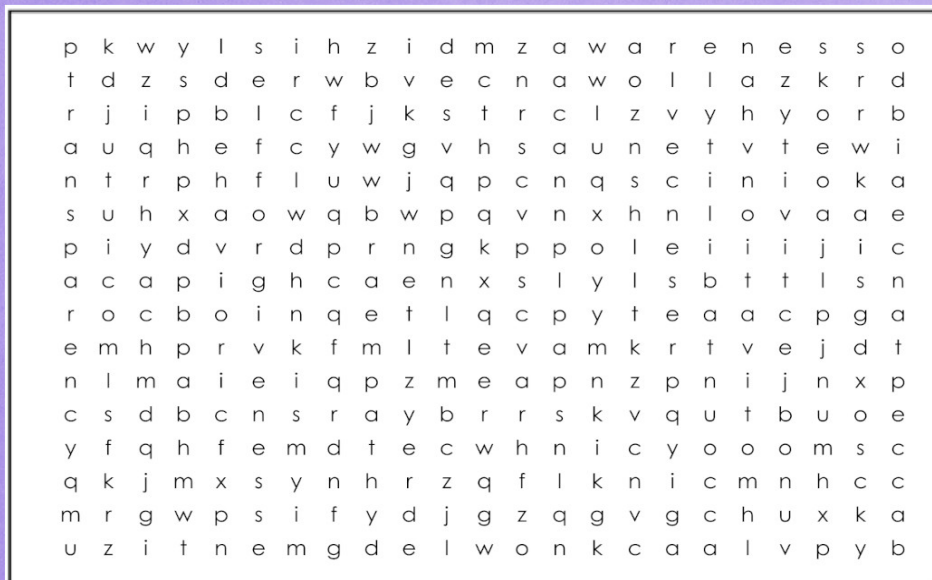 p k w y l s i h z i d m z a w a r e n e s s o
t d z s d e r w b v e c n a w o l l a z k r d
r j i p b l c f j k s t r c l z v y h y o r b
a u q h e f c y w g v h s a u n e t v t e w i
n t r p h f l u w j q p c n q s c i n i o k a
s u h x a o w q b w p q v n x h n l o v a a e
p i y d v r d p r n g k p p o l e i i i j i c
a c a p i g h c a e n x s l y l s b t t l s n
r o c b o i n q e t l q c p y t e a a c p g a
e m h p r v k f m l t e v a m k r t v e j d t
n l m a i e i q p z m e a p n z p n i j n x p
c s d b c n s r a y b r r s k v q u t b u o e
y f q h f e m d t e c w h n i c y o o o m s c
q k j m x s y n h r z q f l k n i c m n h c c
m r g w p s i f y d j g z q g v g c h u x k a
u z i t n e m g d e l w o n k c a a l v p y b